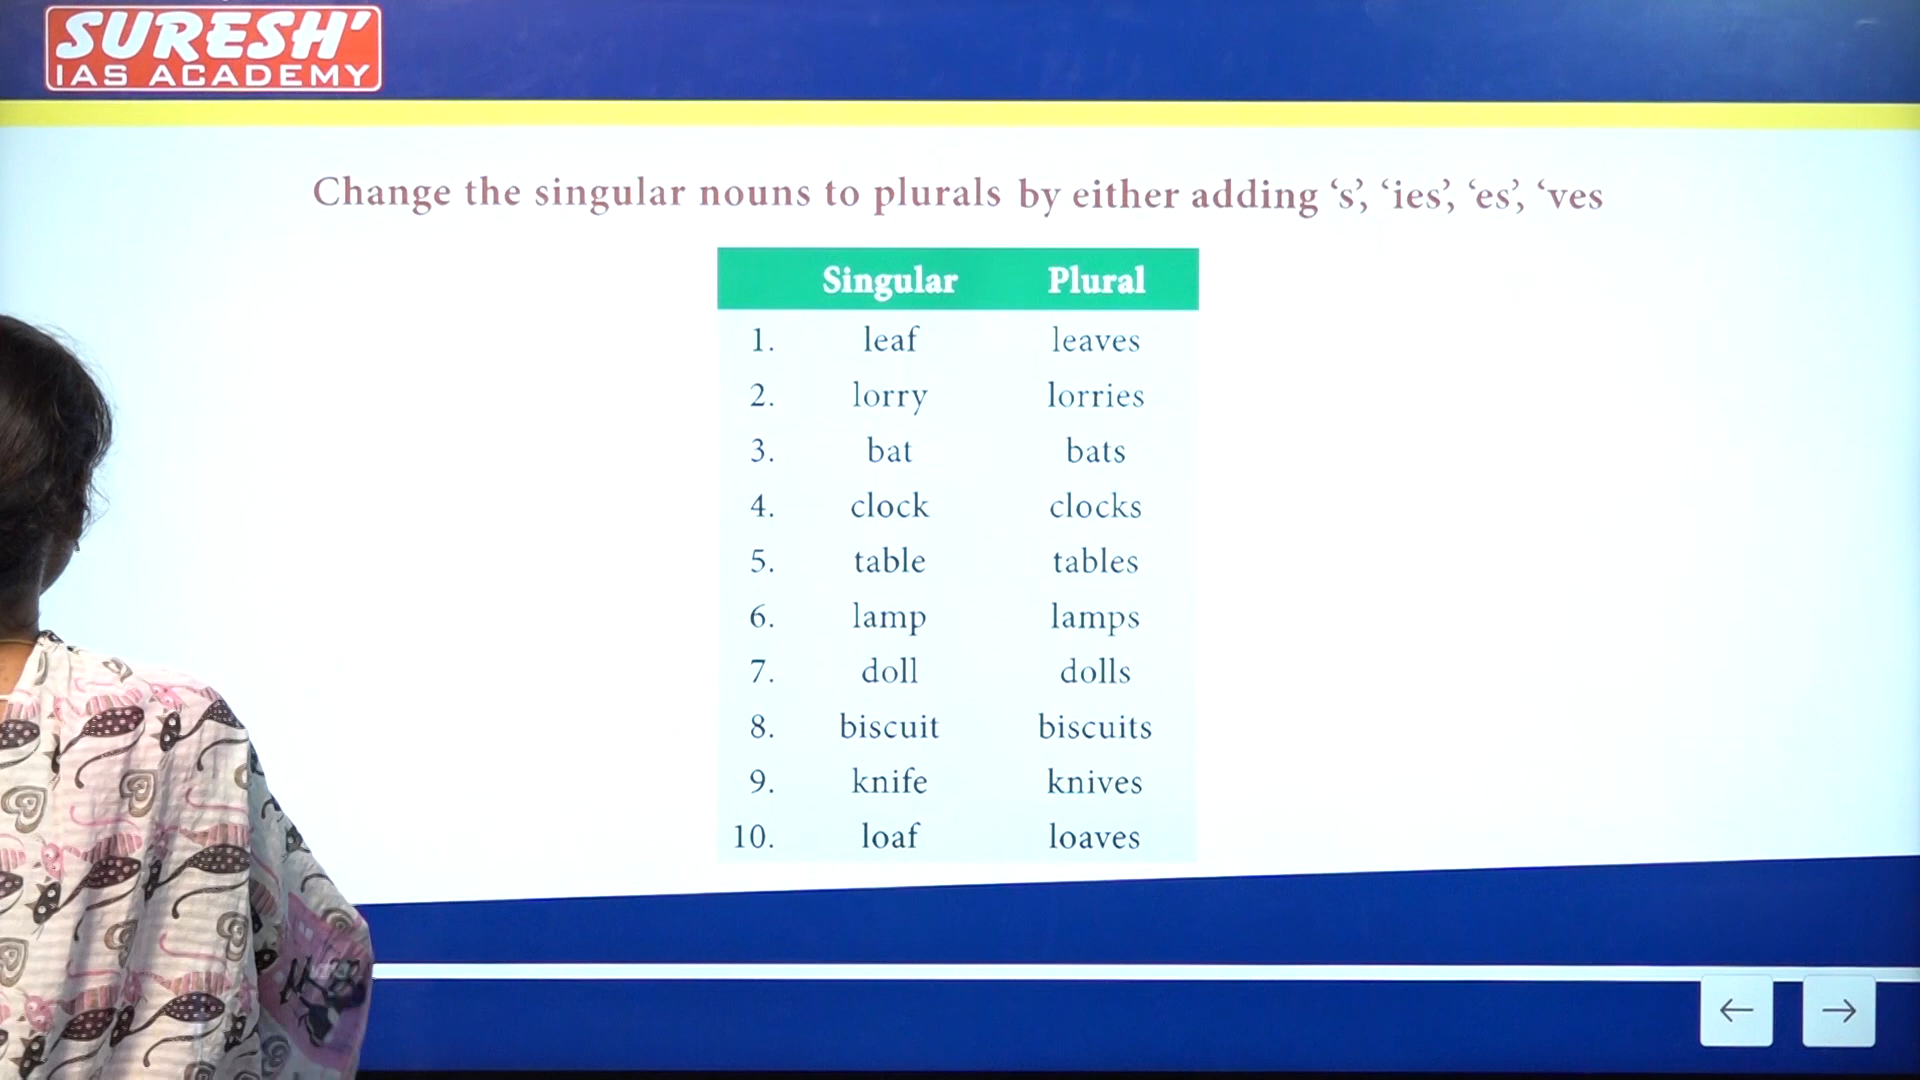 SURESH'
IAS ACADEMY
Change the singular nouns to plurals by either adding ‘s’, ‘ies’, ‘es’, ‘ves
Singular Plural
1. leaf leaves
2. lorry lorries
3. bat bats
4. clock clocks
5. table tables
6. lamp lamps
7. doll dolls
8. biscuit biscuits
9. knife knives
10. loaf loaves